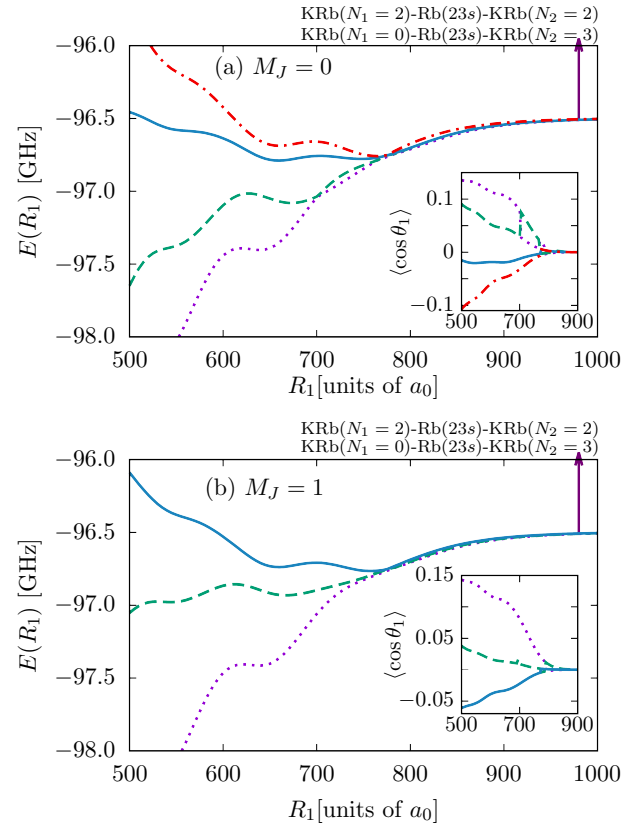 KRb(N₁ = 2)-Rb(23s)-KRb(N₂ = 2)
KRb(N₁ = 0)-Rb(23s)-KRb(N₂ = 3)
(a) M_J = 0
E(R₁) [GHz]
−96.0
−96.5
−97.0
−97.5
−98.0
⟨cos θ₁⟩
0.1
0
−0.1
500 700 900
500 600 700 800 900 1000
R₁[units of a₀]
KRb(N₁ = 2)-Rb(23s)-KRb(N₂ = 2)
KRb(N₁ = 0)-Rb(23s)-KRb(N₂ = 3)
(b) M_J = 1
E(R₁) [GHz]
−96.0
−96.5
−97.0
−97.5
−98.0
⟨cos θ₁⟩
0.15
0.05
−0.05
500 700 900
500 600 700 800 900 1000
R₁[units of a₀]